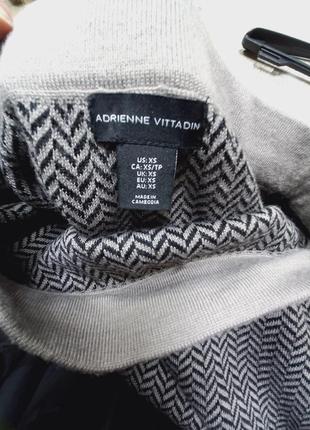 ADRIENNE VITTADIN
US: XS
CA: XS/TP
UK: XS
EU: XS
AU: XS
MADE IN
CAMBODIA